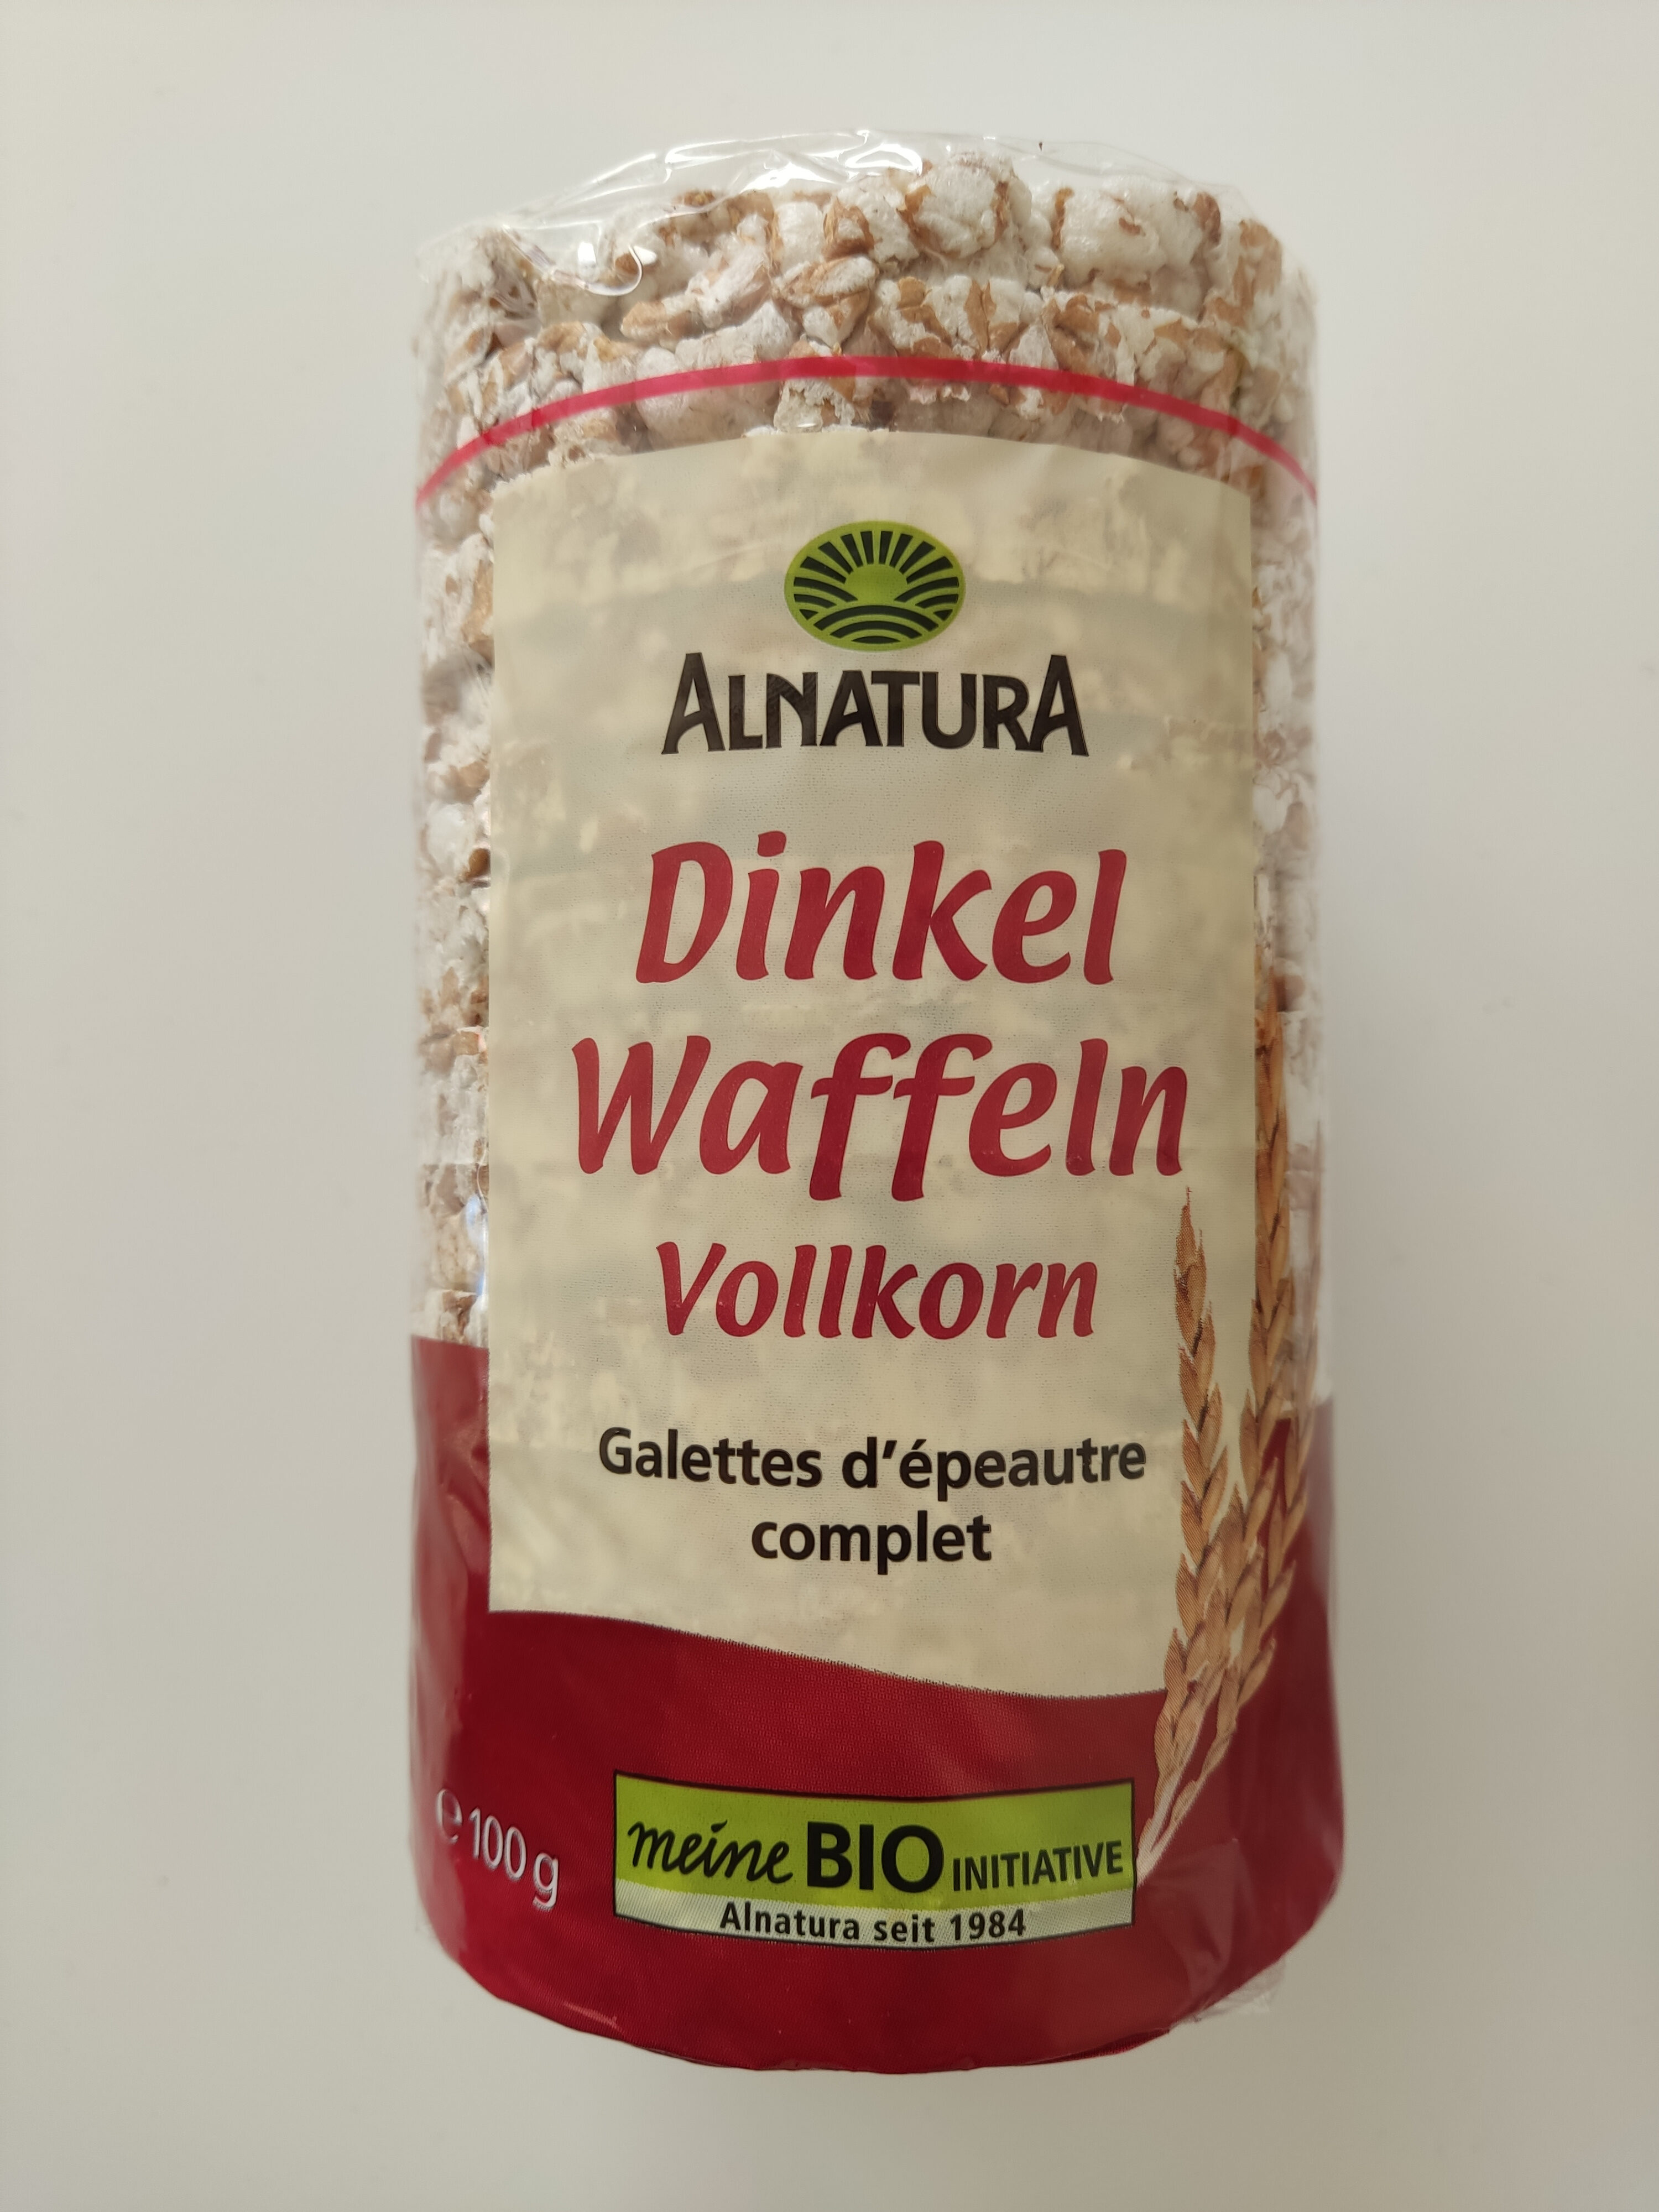 ALNATURA
Dinkel
Waffeln
Vollkorn
Galettes d'épeautre
complet
℮ 100 g
meine BIO INITIATIVE
Alnatura seit 1984